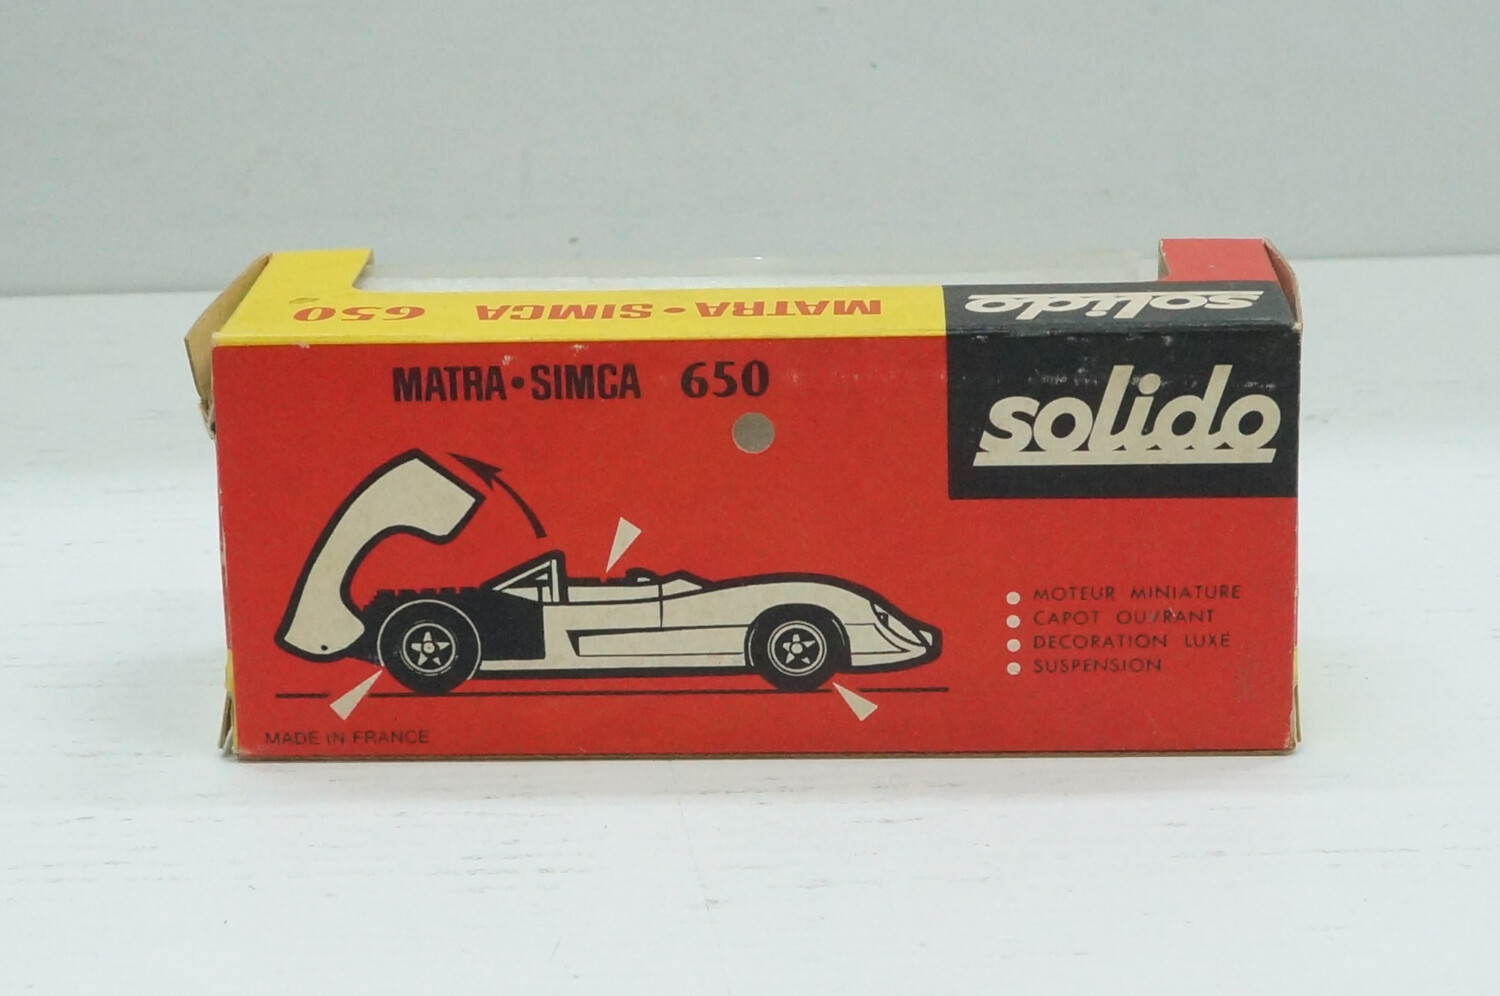 650 MATRA•SIMCA solido
MATRA•SIMCA 650
solido
MOTEUR MINIATURE
CAPOT OUVRANT
DECORATION LUXE
SUSPENSION
MADE IN FRANCE